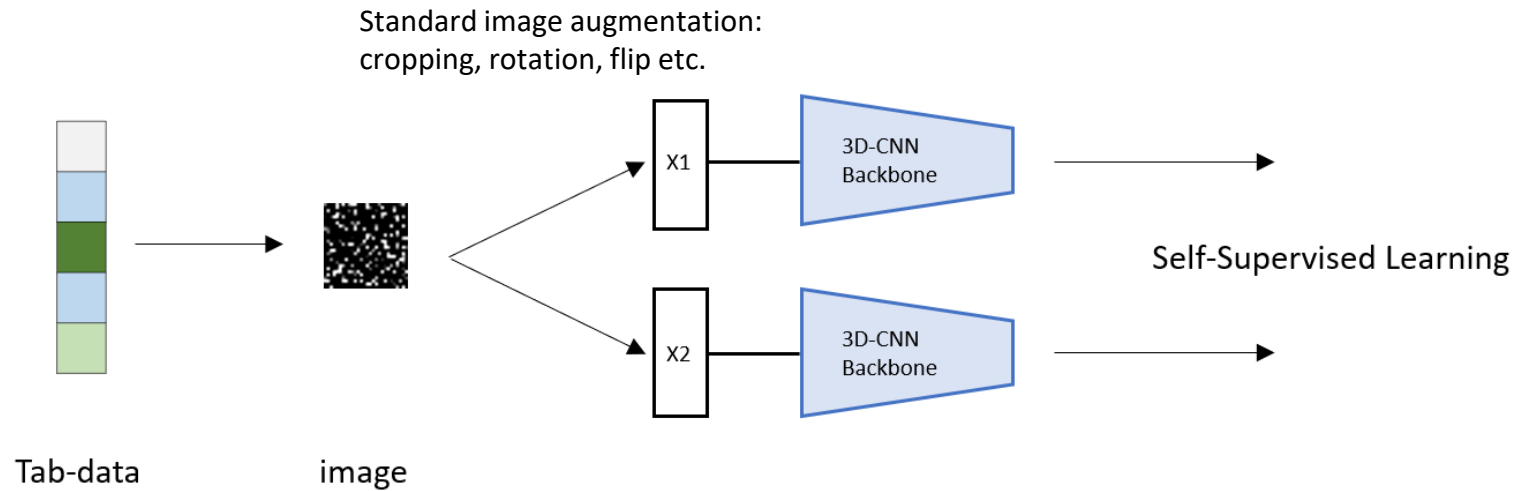 Standard image augmentation:
cropping, rotation, flip etc.
X1
3D-CNN
Backbone
Self-Supervised Learning
X2
3D-CNN
Backbone
Tab-data
image